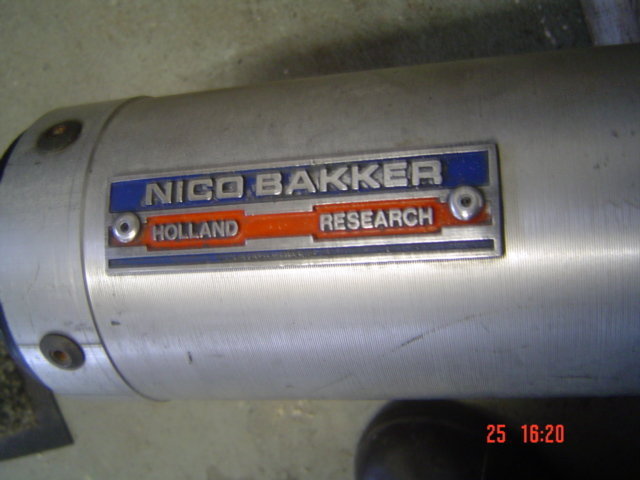 NICO BAKKER
HOLLAND RESEARCH
25 16:20